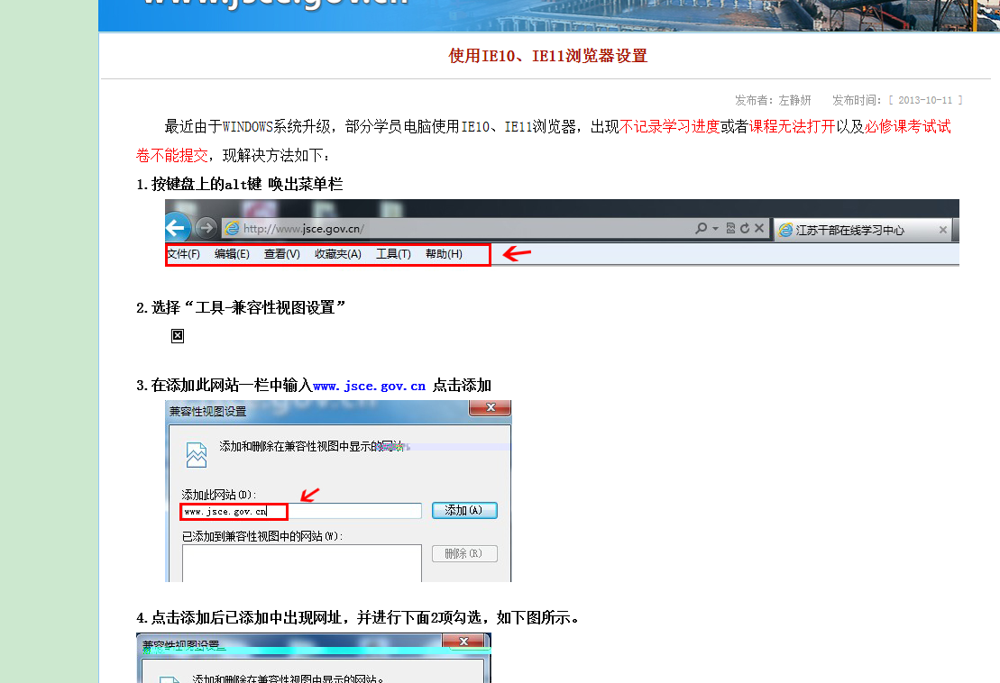 www.jsce.gov.cn
使用IE10、IE11浏览器设置
发布者：左静妍 发布时间：[ 2013-10-11 ]
最近由于WINDOWS系统升级，部分学员电脑使用IE10、IE11浏览器，出现不记录学习进度或者课程无法打开以及必修课考试试
卷不能提交，现解决方法如下：
1.按键盘上的alt键 唤出菜单栏
http://www.jsce.gov.cn/ 江苏干部在线学习中心
文件(F) 编辑(E) 查看(V) 收藏夹(A) 工具(T) 帮助(H)
2.选择“工具-兼容性视图设置”
3.在添加此网站一栏中输入www.jsce.gov.cn 点击添加
兼容性视图设置
添加和删除在兼容性视图中显示的网站。
添加此网站(D):
www.jsce.gov.cn 添加(A)
已添加到兼容性视图中的网站(W):
删除(R)
4.点击添加后已添加中出现网址，并进行下面2项勾选，如下图所示。
兼容性视图设置
添加和删除在兼容性视图中显示的网站。